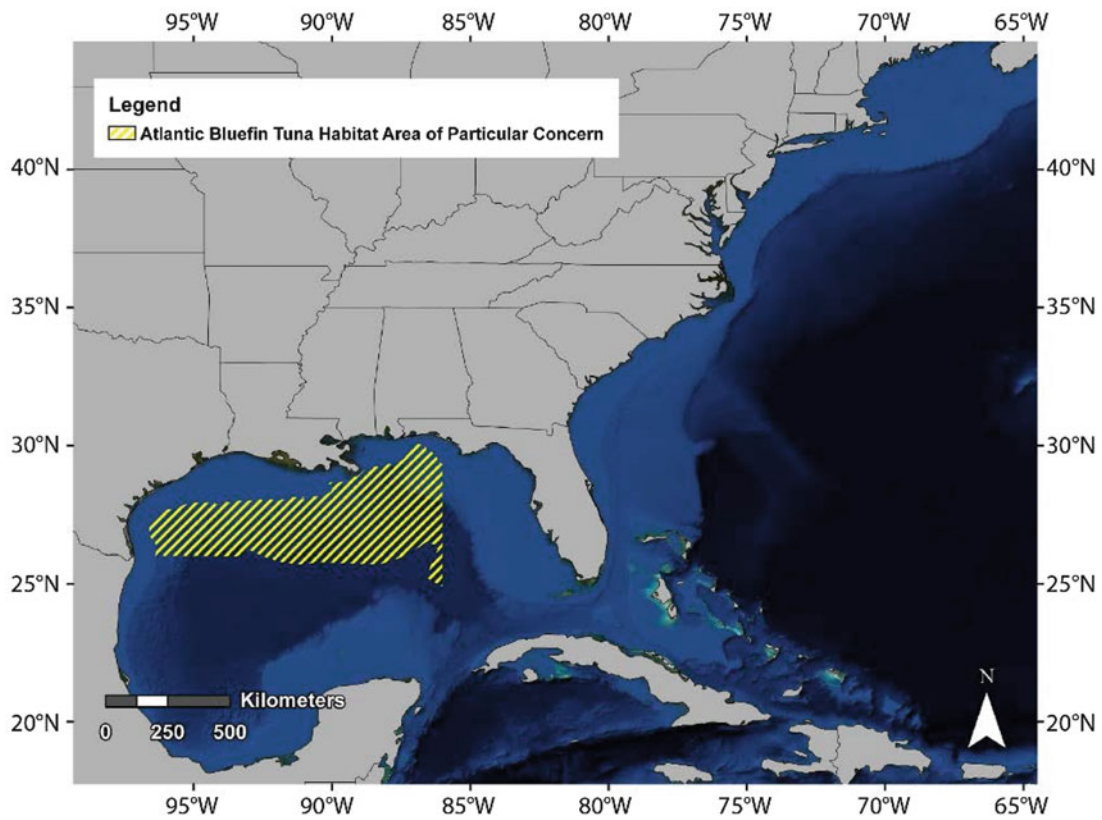 95°W 90°W 85°W 80°W 75°W 70°W 65°W
Legend
Atlantic Bluefin Tuna Habitat Area of Particular Concern
40°N 40°N
35°N 35°N
30°N 30°N
25°N 25°N
N
Kilometers
20°N 20°N
0 250 500
95°W 90°W 85°W 80°W 75°W 70°W 65°W